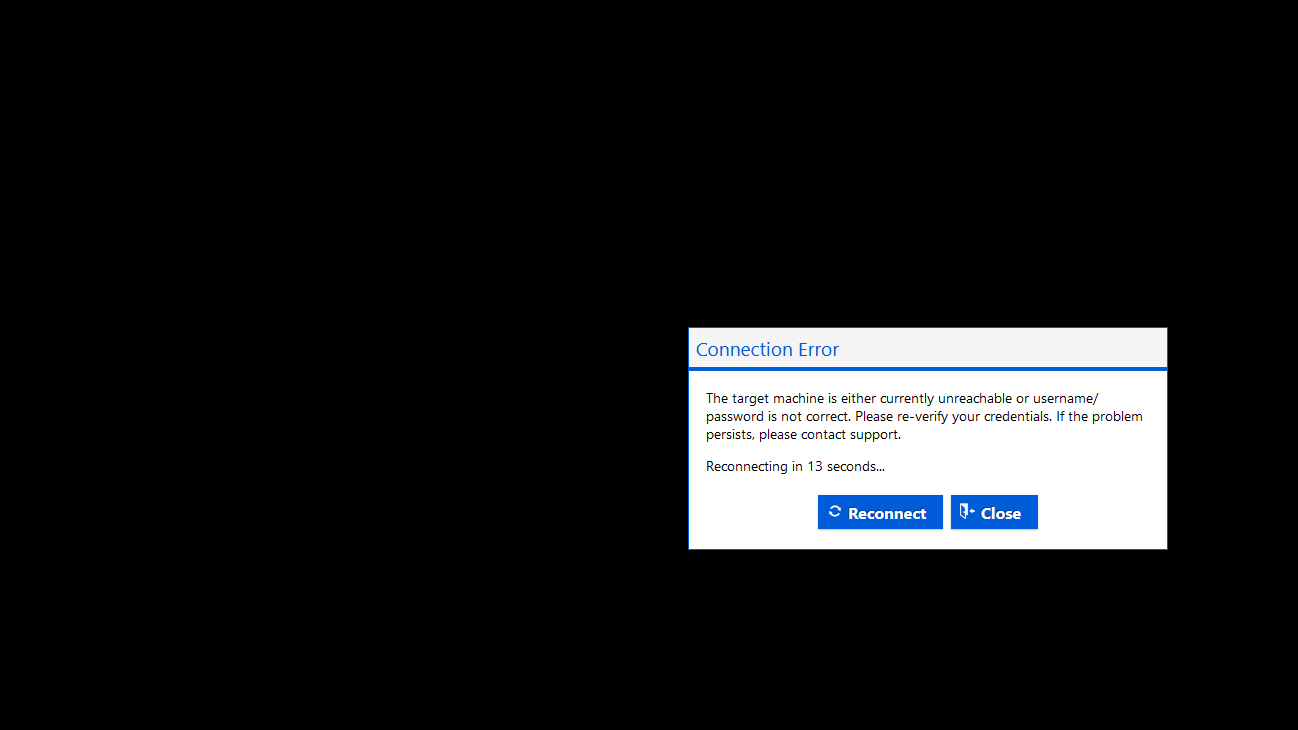 Connection Error
The target machine is either currently unreachable or username/
password is not correct. Please re-verify your credentials. If the problem
persists, please contact support.
Reconnecting in 13 seconds...
Reconnect
Close